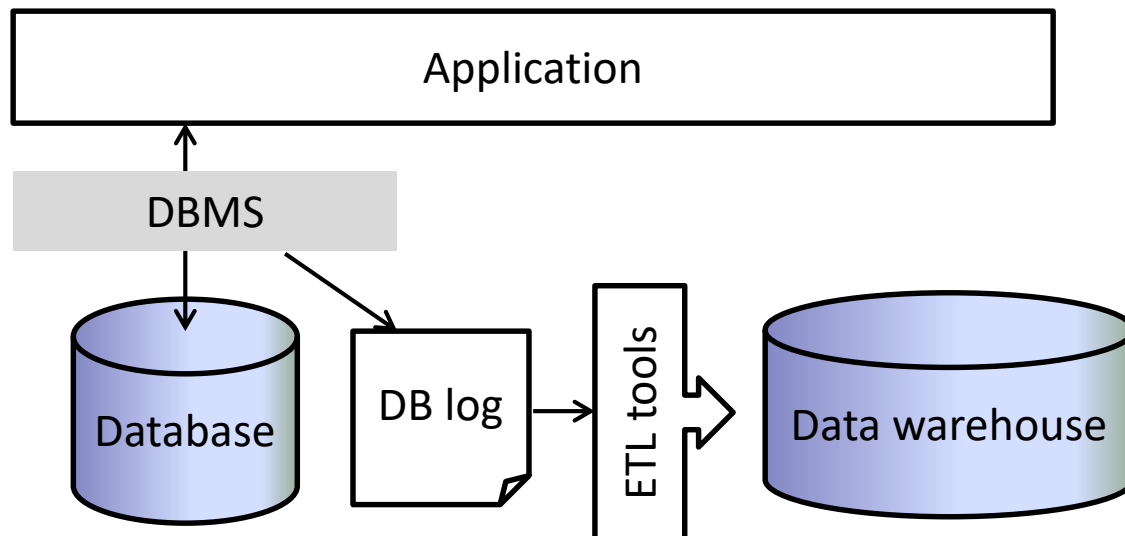 Application
DBMS
Database
DB log
ETL tools
Data warehouse